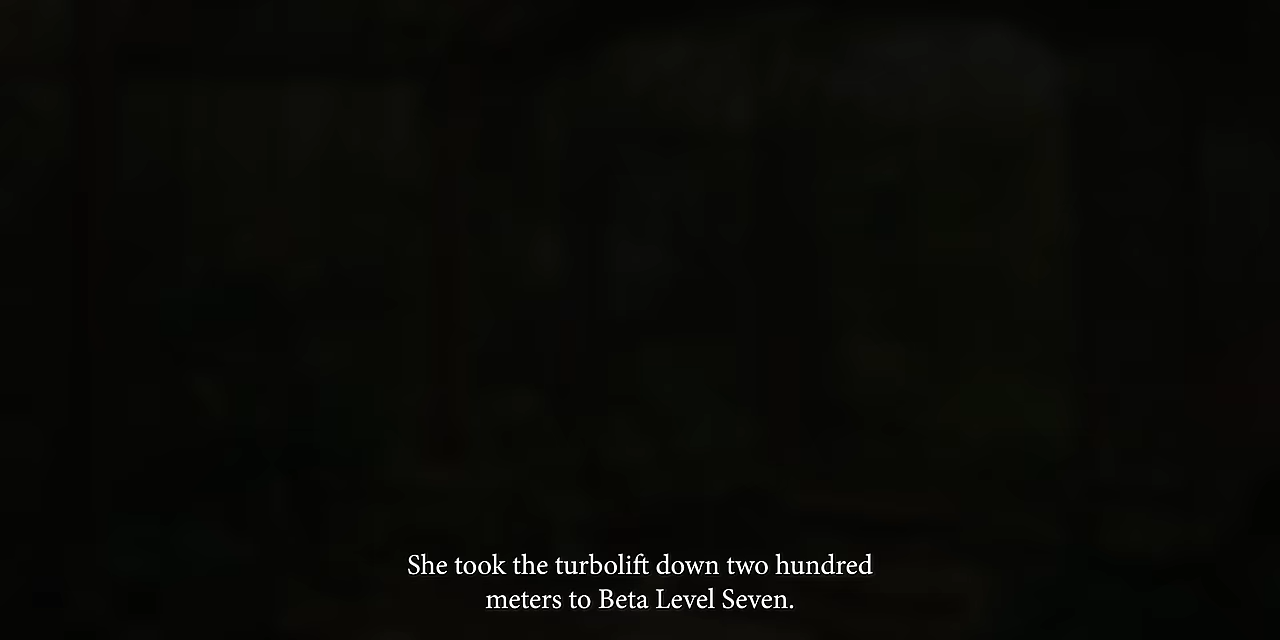 She took the turbolift down two hundred
meters to Beta Level Seven.